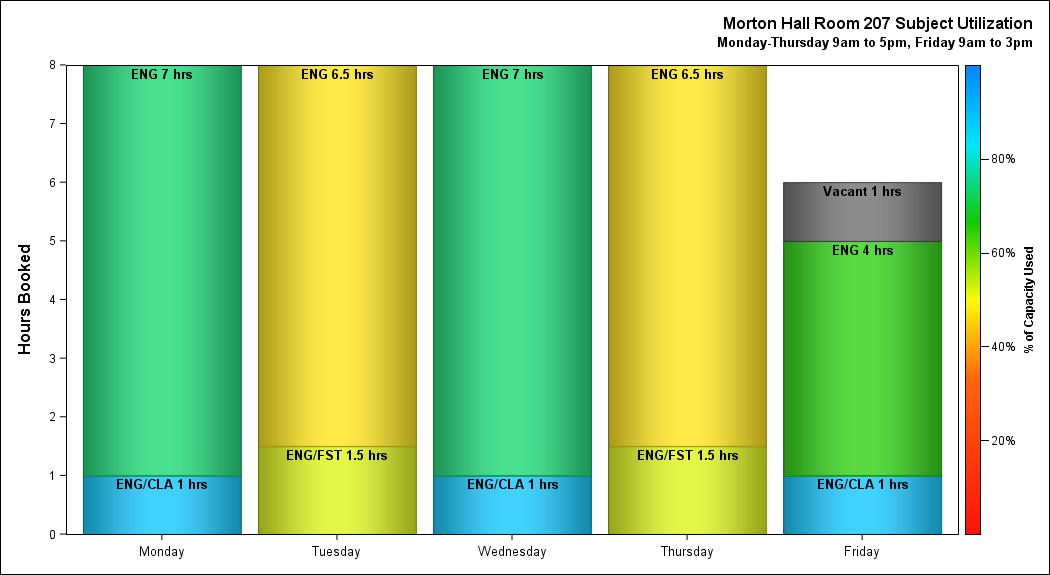 Morton Hall Room 207 Subject Utilization
Monday-Thursday 9am to 5pm, Friday 9am to 3pm
Hours Booked
8
7
6
5
4
3
2
1
0
ENG 7 hrs
ENG/CLA 1 hrs
ENG 6.5 hrs
ENG/FST 1.5 hrs
ENG 7 hrs
ENG/CLA 1 hrs
ENG 6.5 hrs
ENG/FST 1.5 hrs
Vacant 1 hrs
ENG 4 hrs
ENG/CLA 1 hrs
Monday Tuesday Wednesday Thursday Friday
80%
60%
40%
20%
% of Capacity Used